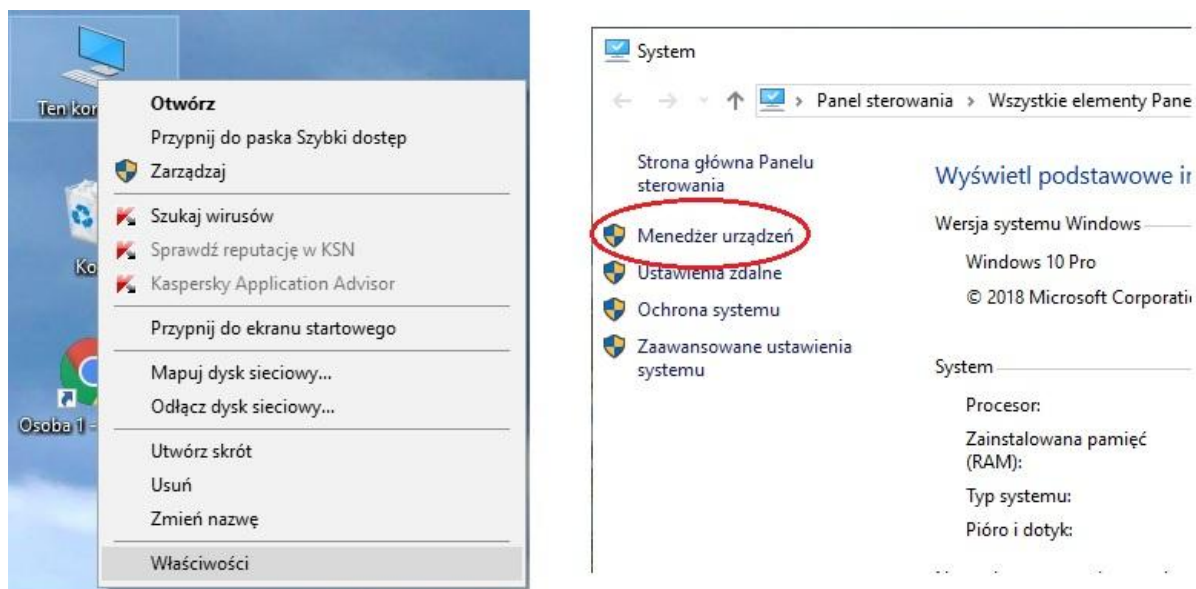 Ten kor
Otwórz
Przypnij do paska Szybki dostęp
Zarządzaj
Szukaj wirusów
Sprawdź reputację w KSN
Ko
Kaspersky Application Advisor
Przypnij do ekranu startowego
Mapuj dysk sieciowy...
Odłącz dysk sieciowy...
Osoba 1 -
Utwórz skrót
Usuń
Zmień nazwę
Właściwości
System
Panel sterowania > Wszystkie elementy Pane
Strona główna Panelu
sterowania
Menedżer urządzeń
Ustawienia zdalne
Ochrona systemu
Zaawansowane ustawienia
systemu
Wyświetl podstawowe in
Wersja systemu Windows
Windows 10 Pro
© 2018 Microsoft Corporati
System
Procesor:
Zainstalowana pamięć
(RAM):
Typ systemu:
Pióro i dotyk: